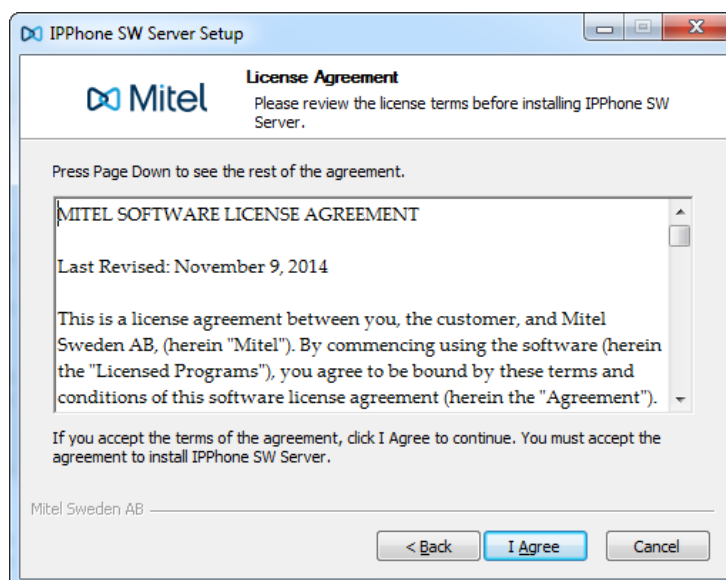 IPPhone SW Server Setup
Mitel
License Agreement
Please review the license terms before installing IPPhone SW
Server.
Press Page Down to see the rest of the agreement.
MITEL SOFTWARE LICENSE AGREEMENT
Last Revised: November 9, 2014
This is a license agreement between you, the customer, and Mitel
Sweden AB, (herein "Mitel"). By commencing using the software (herein
the "Licensed Programs"), you agree to be bound by these terms and
conditions of this software license agreement (herein the "Agreement").
If you accept the terms of the agreement, click I Agree to continue. You must accept the
agreement to install IPPhone SW Server.
Mitel Sweden AB
< Back
I Agree
Cancel